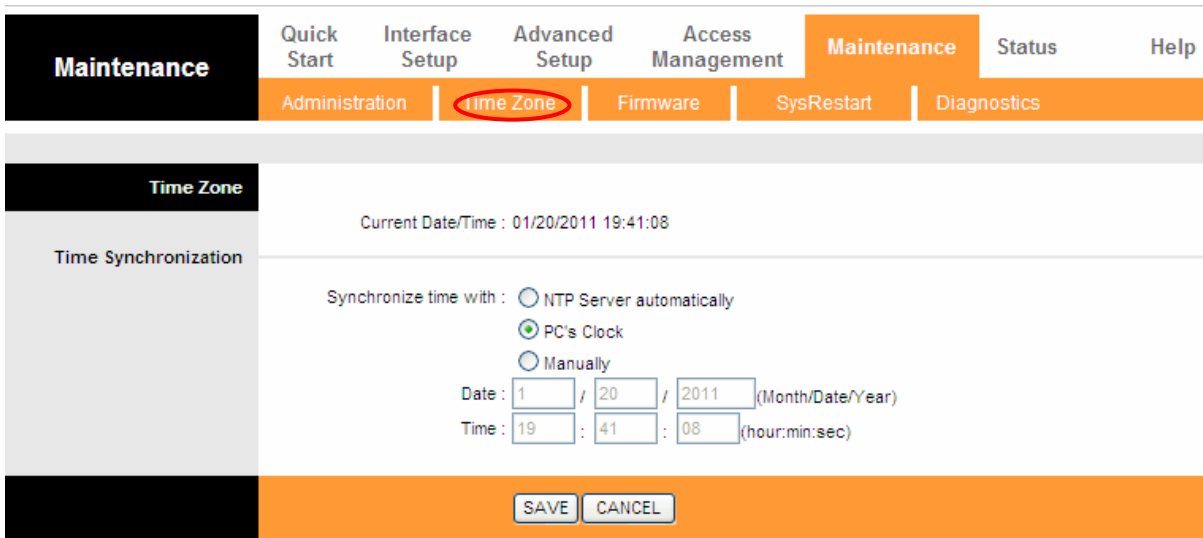 Maintenance
Quick Start
Interface Setup
Advanced Setup
Access Management
Maintenance
Status
Help
Administration
Time Zone
Firmware
SysRestart
Diagnostics
Time Zone
Current Date/Time : 01/20/2011 19:41:08
Time Synchronization
Synchronize time with : NTP Server automatically
PC's Clock
Manually
Date : 1 / 20 / 2011 (Month/Date/Year)
Time : 19 : 41 : 08 (hour:min:sec)
SAVE CANCEL